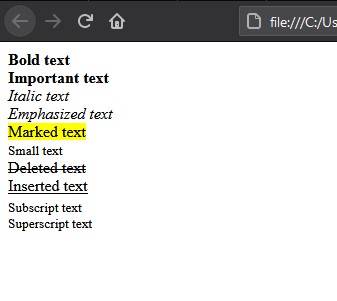 file:///C:/Us
Bold text
Important text
Italic text
Emphasized text
Marked text
Small text
Deleted text
Inserted text
Subscript text
Superscript text